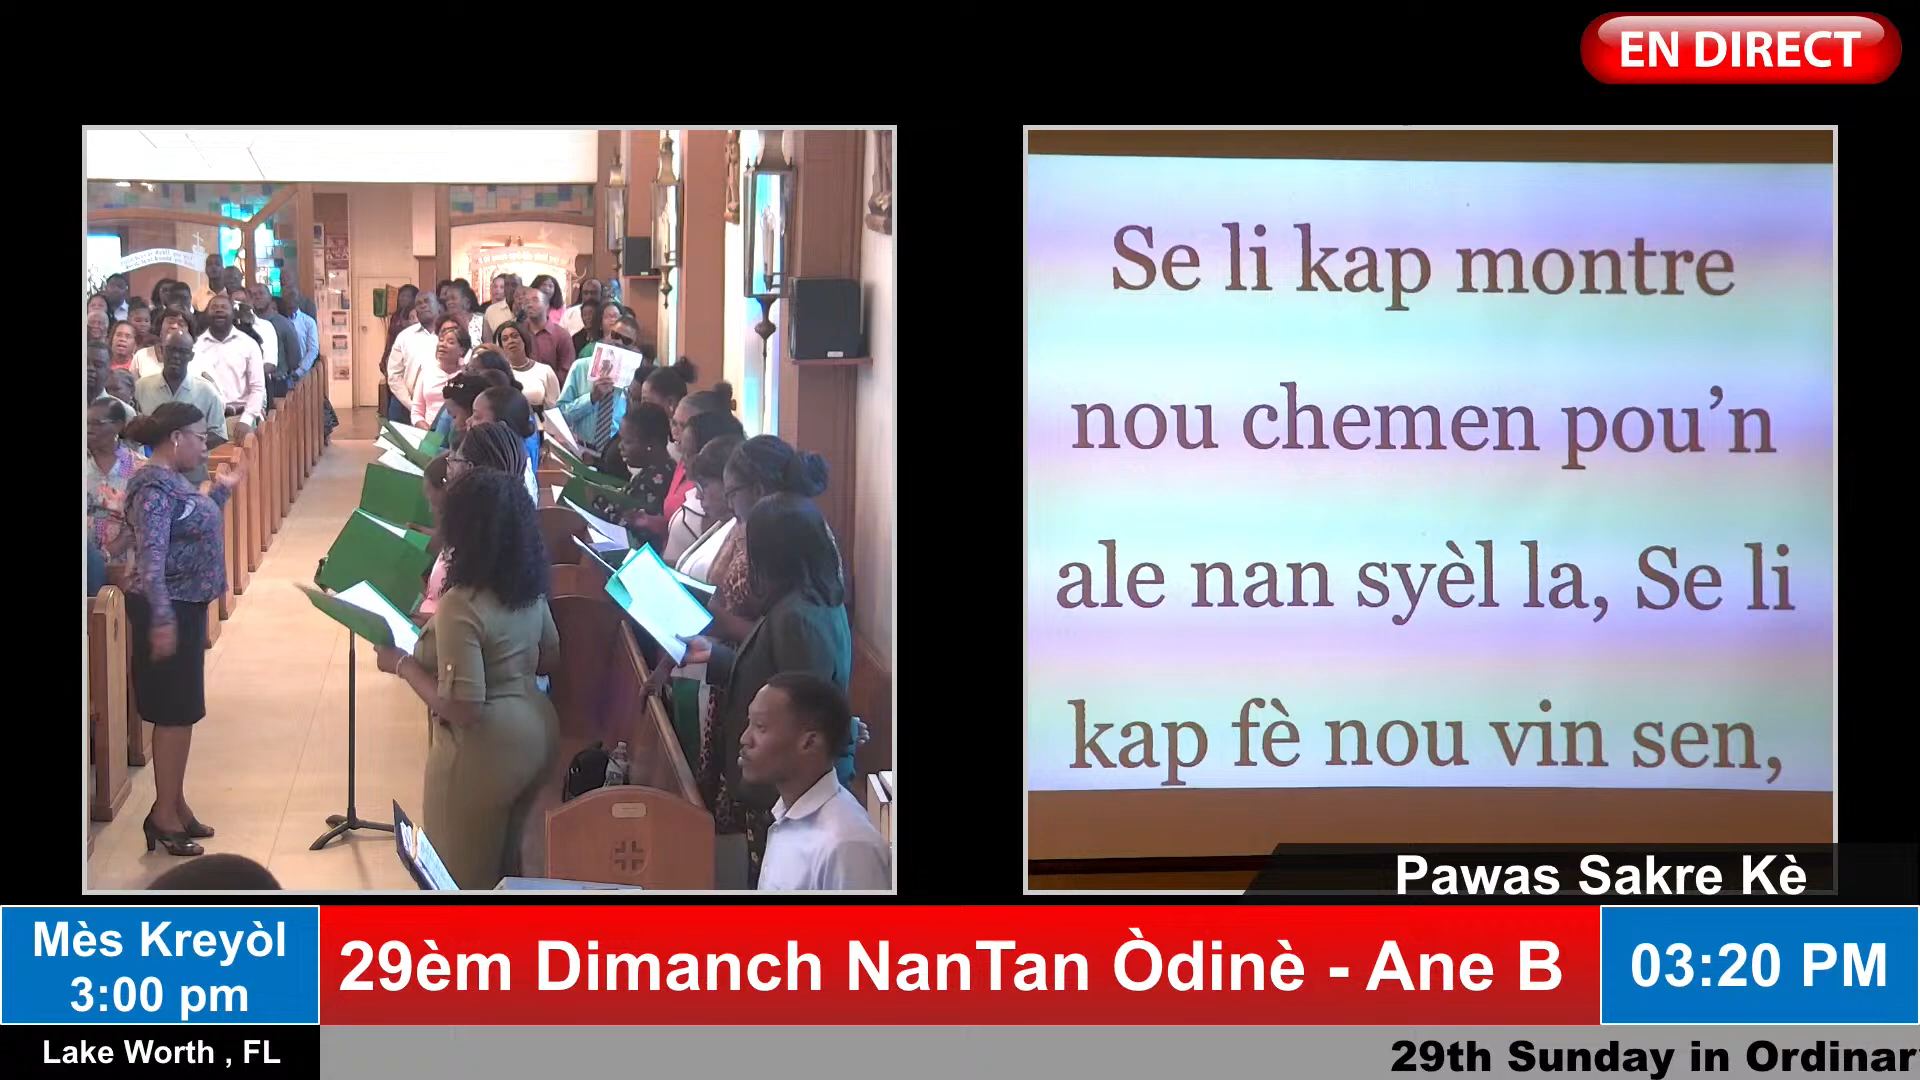 EN DIRECT
Se li kap montre
nou chemen pou’n
ale nan syèl la, Se li
kap fè nou vin sen,
Pawas Sakre Kè
Mès Kreyòl
3:00 pm
29èm Dimanch NanTan Òdinè - Ane B
03:20 PM
Lake Worth , FL
29th Sunday in Ordinar